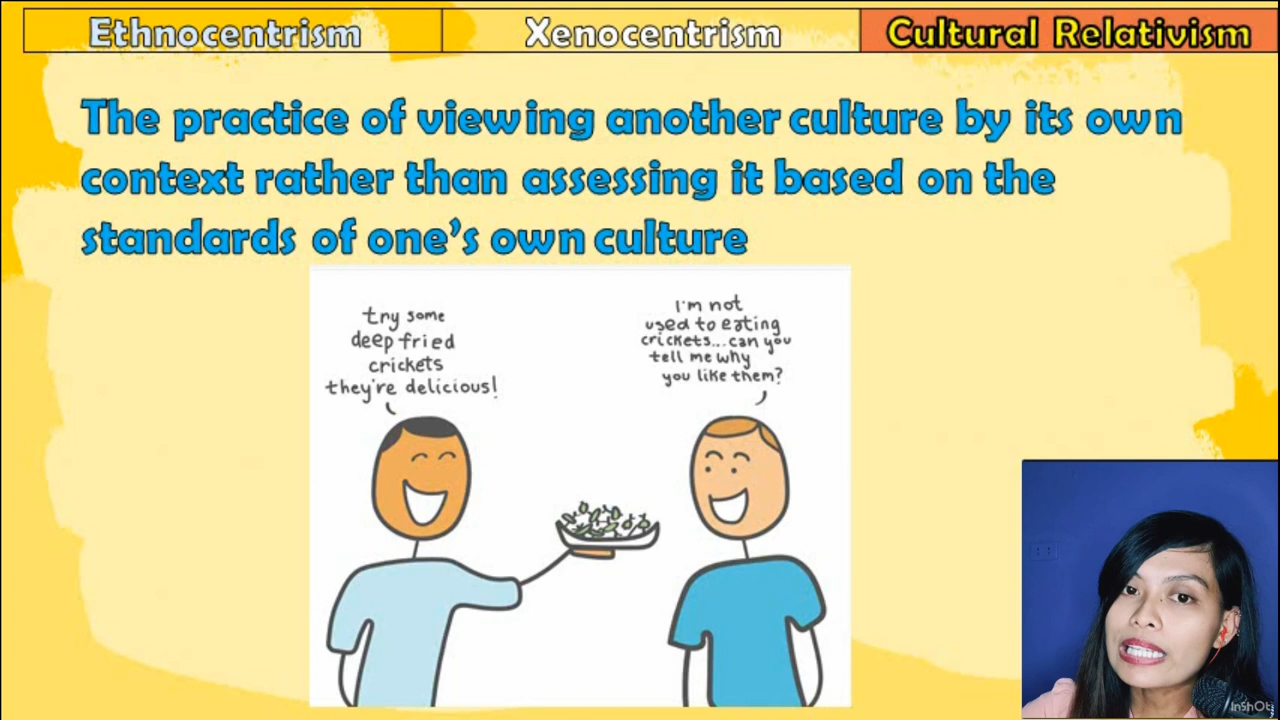 Ethnocentrism
Xenocentrism
Cultural Relativism
The practice of viewing another culture by its own
context rather than assessing it based on the
standards of one's own culture
try some
deep fried
crickets
they're delicious!
I'm not
used to eating
crickets...can you
tell me why
you like them?
InShOt